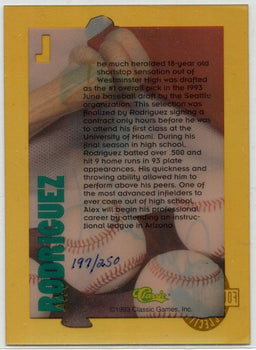 he much heralded 18-year old
shortstop sensation out of
Westminster High was drafted
as the #1 overall pick in the 1993
June baseball draft by the Seattle
organization. This selection was
finalized by Rodriguez signing a
contract only hours before he was
to attend his first class at the
University of Miami. During his
final season in high school,
Rodriguez batted over .500 and
hit 9 home runs in 93 plate
appearances. His quickness and
throwing ability allowed him to
perform above his peers. One of
the most advanced infielders to
ever come out of high school,
Alex will begin his professional
career by attending an instruc-
tional league in Arizona.
ALEX
RODRIGUEZ
197/250
Classic
©1993 Classic Games, Inc.